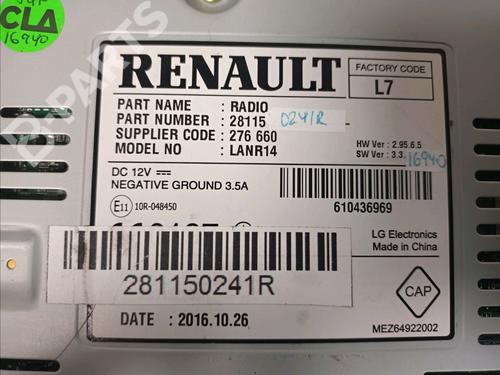 CLA
16940
B-PARTS
RENAULT
FACTORY CODE
L7
PART NAME : RADIO
PART NUMBER : 28115 0241R
SUPPLIER CODE : 276 660
MODEL NO : LANR14
HW Ver : 2.95.6.5
SW Ver : 3.3. 16940
DC 12V
NEGATIVE GROUND 3.5A
E11 10R-048450
610436969
LG Electronics
Made in China
281150241R
CAP
DATE : 2016.10.26
MEZ64922002